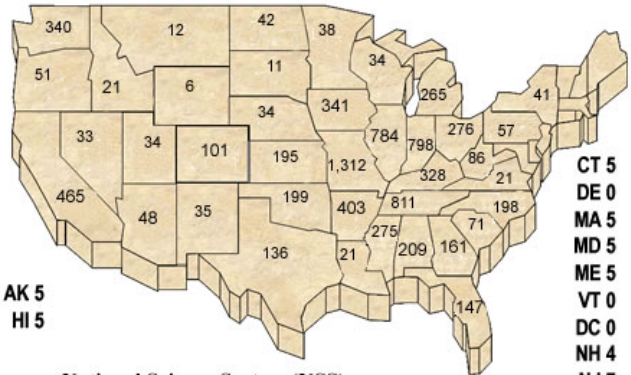 340 12 42 38
51 21 6 11 34 265 41
33 34 101 34 341 784 798 276 57
195 1,312 328 86 21
465 48 35 199 403 811 198
136 21 275 209 161 71
147
CT 5
DE 0
MA 5
MD 5
ME 5
VT 0
DC 0
NH 4
AK 5
HI 5